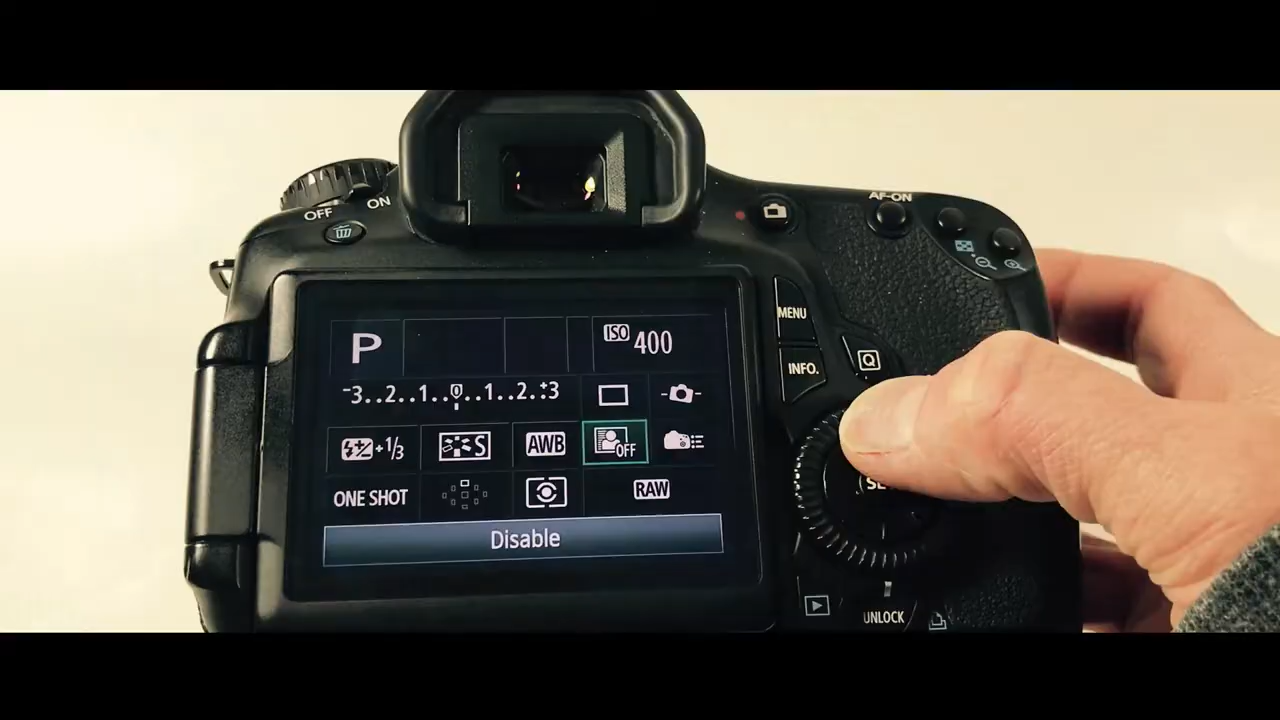 AF-ON
OFF ON
MENU
INFO.
Q
P ISO 400
-3..2..1..0..1..2.:+3
+1/3 S AWB OFF
ONE SHOT RAW
Disable
UNLOCK